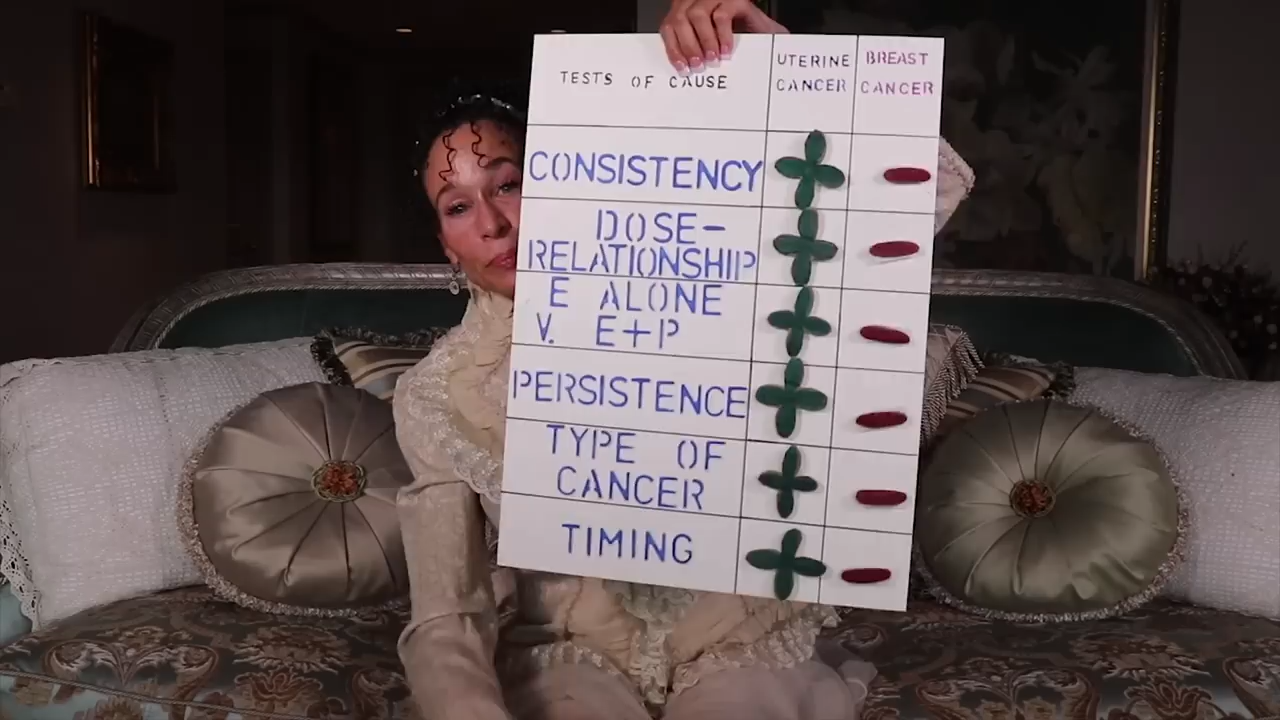 TESTS OF CAUSE
UTERINE
CANCER
BREAST
CANCER
CONSISTENCY
DOSE-
RELATIONSHIP
E ALONE
V. E+P
PERSISTENCE
TYPE OF
CANCER
TIMING